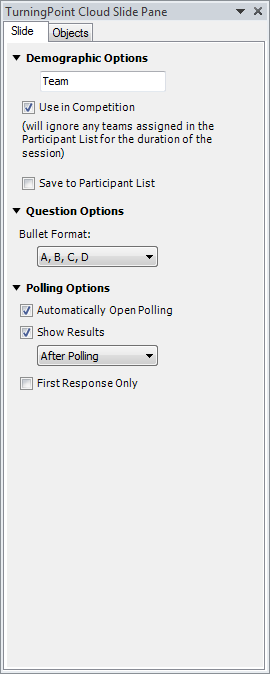 TurningPoint Cloud Slide Pane
Slide
Objects
Demographic Options
Team
Use in Competition
(will ignore any teams assigned in the
Participant List for the duration of the
session)
Save to Participant List
Question Options
Bullet Format:
A, B, C, D
Polling Options
Automatically Open Polling
Show Results
After Polling
First Response Only